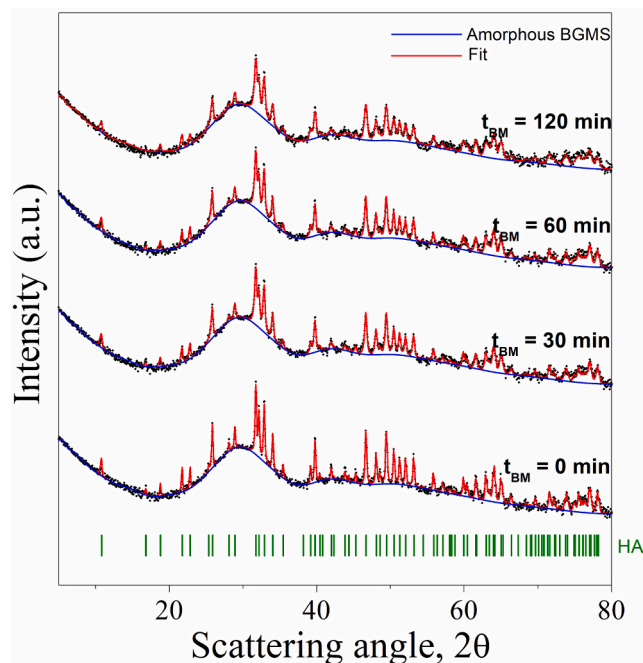 Amorphous BGMS
Fit
t_BM = 120 min
t_BM = 60 min
t_BM = 30 min
t_BM = 0 min
HA
Intensity (a.u.)
20 40 60 80
Scattering angle, 2θ